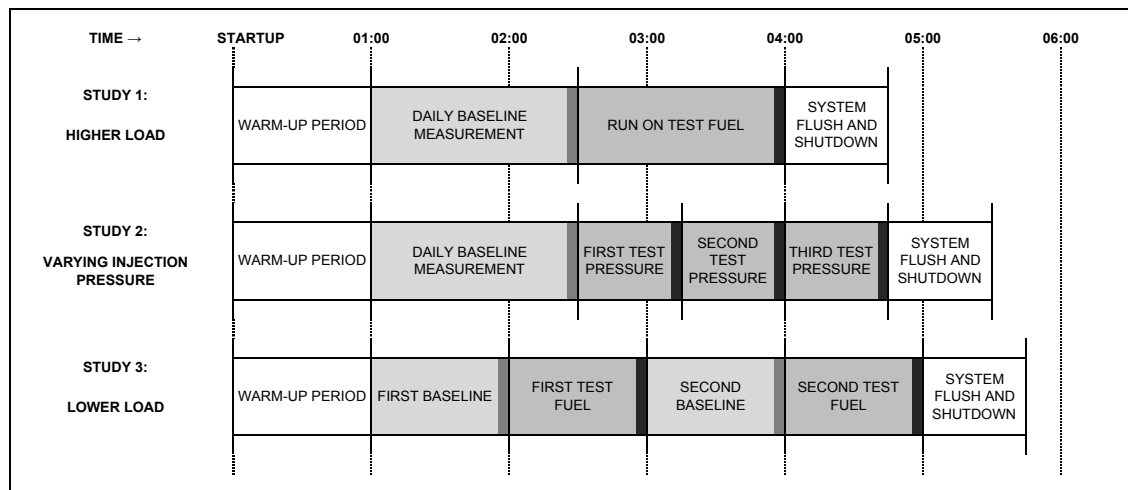 TIME → STARTUP 01:00 02:00 03:00 04:00 05:00 06:00
STUDY 1:
HIGHER LOAD
WARM-UP PERIOD
DAILY BASELINE
MEASUREMENT
RUN ON TEST FUEL
SYSTEM
FLUSH AND
SHUTDOWN
STUDY 2:
VARYING INJECTION
PRESSURE
WARM-UP PERIOD
DAILY BASELINE
MEASUREMENT
FIRST TEST
PRESSURE
SECOND
TEST
PRESSURE
THIRD TEST
PRESSURE
SYSTEM
FLUSH AND
SHUTDOWN
STUDY 3:
LOWER LOAD
WARM-UP PERIOD
FIRST BASELINE
FIRST TEST
FUEL
SECOND
BASELINE
SECOND TEST
FUEL
SYSTEM
FLUSH AND
SHUTDOWN